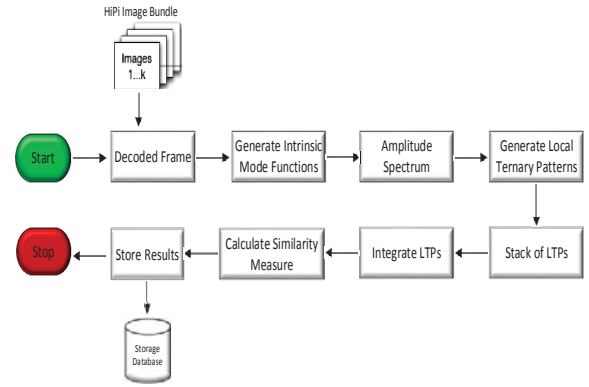 HiPi Image Bundle
Images
1...k
Start
Decoded Frame
Generate Intrinsic
Mode Functions
Amplitude
Spectrum
Generate Local
Ternary Patterns
Stop
Store Results
Calculate Similarity
Measure
Integrate LTPs
Stack of LTPs
Storage
Database